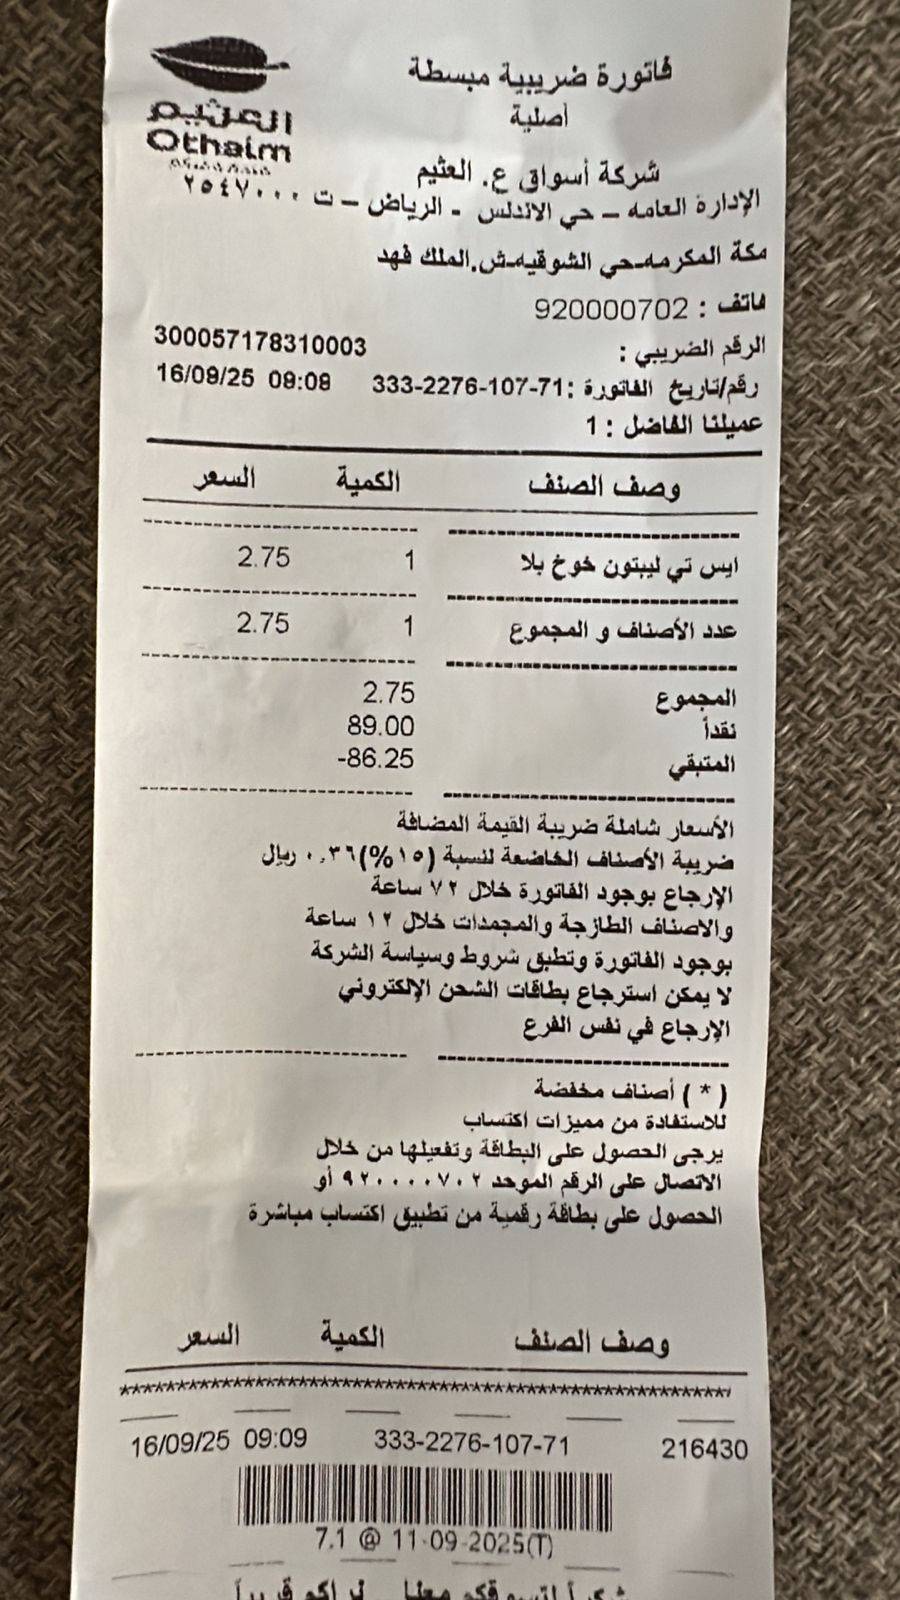 العثيم
Othaim
فاتورة ضريبية مبسطة
أصلية
شركة أسواق ع. العثيم
الإدارة العامه – حي الاندلس - الرياض – ت ٢٥٤٧٠٠٠
مكة المكرمه-حي الشوقيه-ش.الملك فهد
هاتف : 920000702
الرقم الضريبي : 300057178310003
رقم/تاريخ الفاتورة :333-2276-107-71 16/09/25 09:08
عميلنا الفاضل : 1
وصف الصنف الكمية السعر
ايس تي ليبتون خوخ بلا 1 2.75
عدد الأصناف و المجموع 1 2.75
المجموع 2.75
نقداً 89.00
المتبقي -86.25
الأسعار شاملة ضريبة القيمة المضافة
ضريبة الأصناف الخاضعة لنسبة (١٥%)٠.٣٦ ريال
الإرجاع بوجود الفاتورة خلال ٧٢ ساعة
والاصناف الطازجة والمجمدات خلال ١٢ ساعة
بوجود الفاتورة وتطبق شروط وسياسة الشركة
لا يمكن استرجاع بطاقات الشحن الإلكتروني
الإرجاع في نفس الفرع
( * ) أصناف مخفضة
للاستفادة من مميزات اكتساب
يرجى الحصول على البطاقة وتفعيلها من خلال
الاتصال على الرقم الموحد ٩٢٠٠٠٠٧٠٢ أو
الحصول على بطاقة رقمية من تطبيق اكتساب مباشرة
وصف الصنف الكمية السعر
216430 333-2276-107-71 16/09/25 09:09
7.1 @ 11-09-2025(T)
شكراً لتسوقكم معنا .. نراكم قريباً